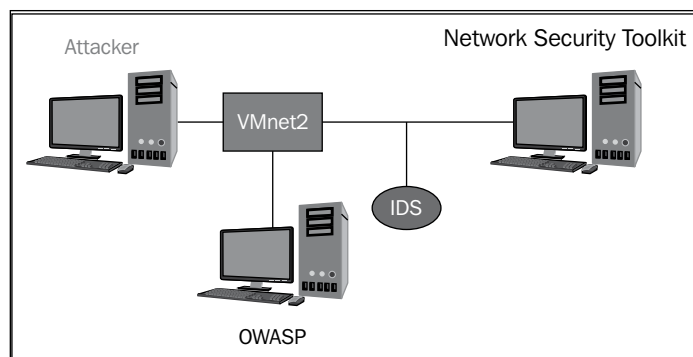 Attacker
Network Security Toolkit
VMnet2
IDS
OWASP